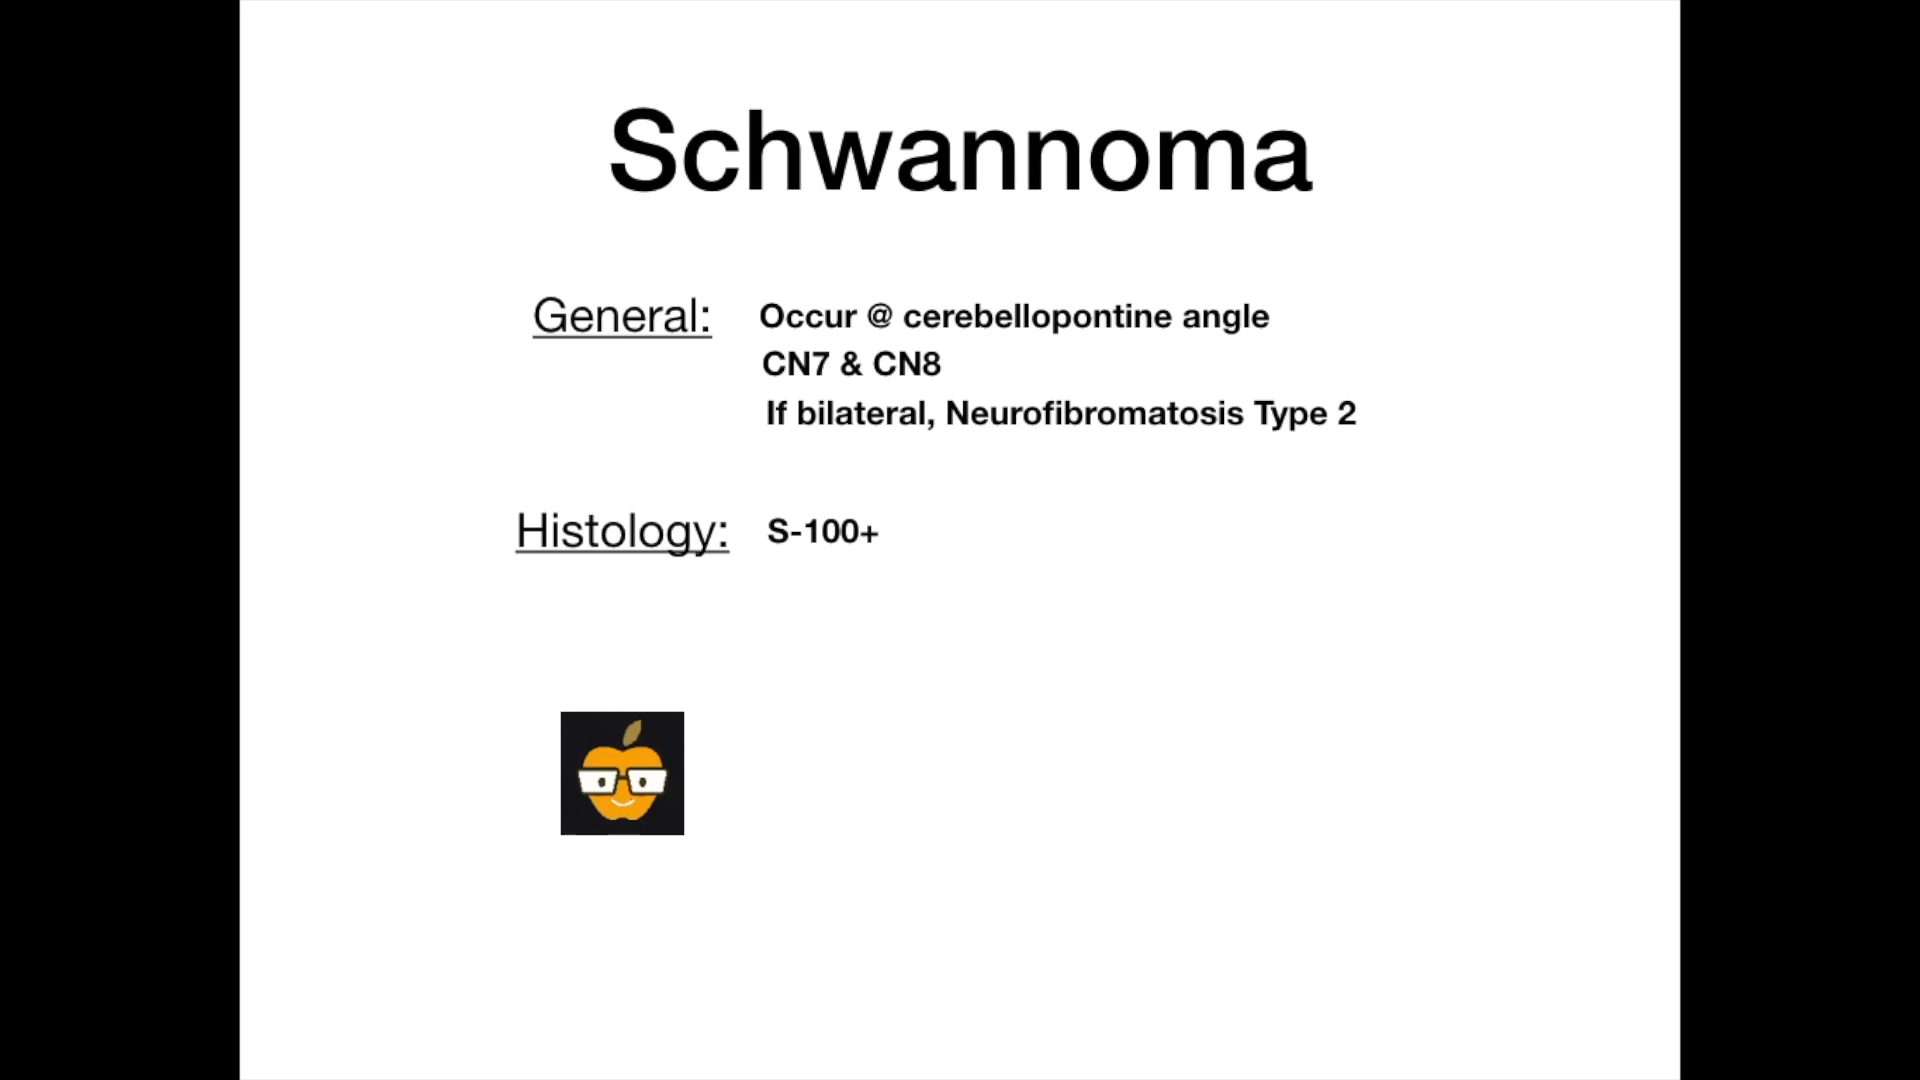 Schwannoma
General: Occur @ cerebellopontine angle
CN7 & CN8
If bilateral, Neurofibromatosis Type 2
Histology: S-100+